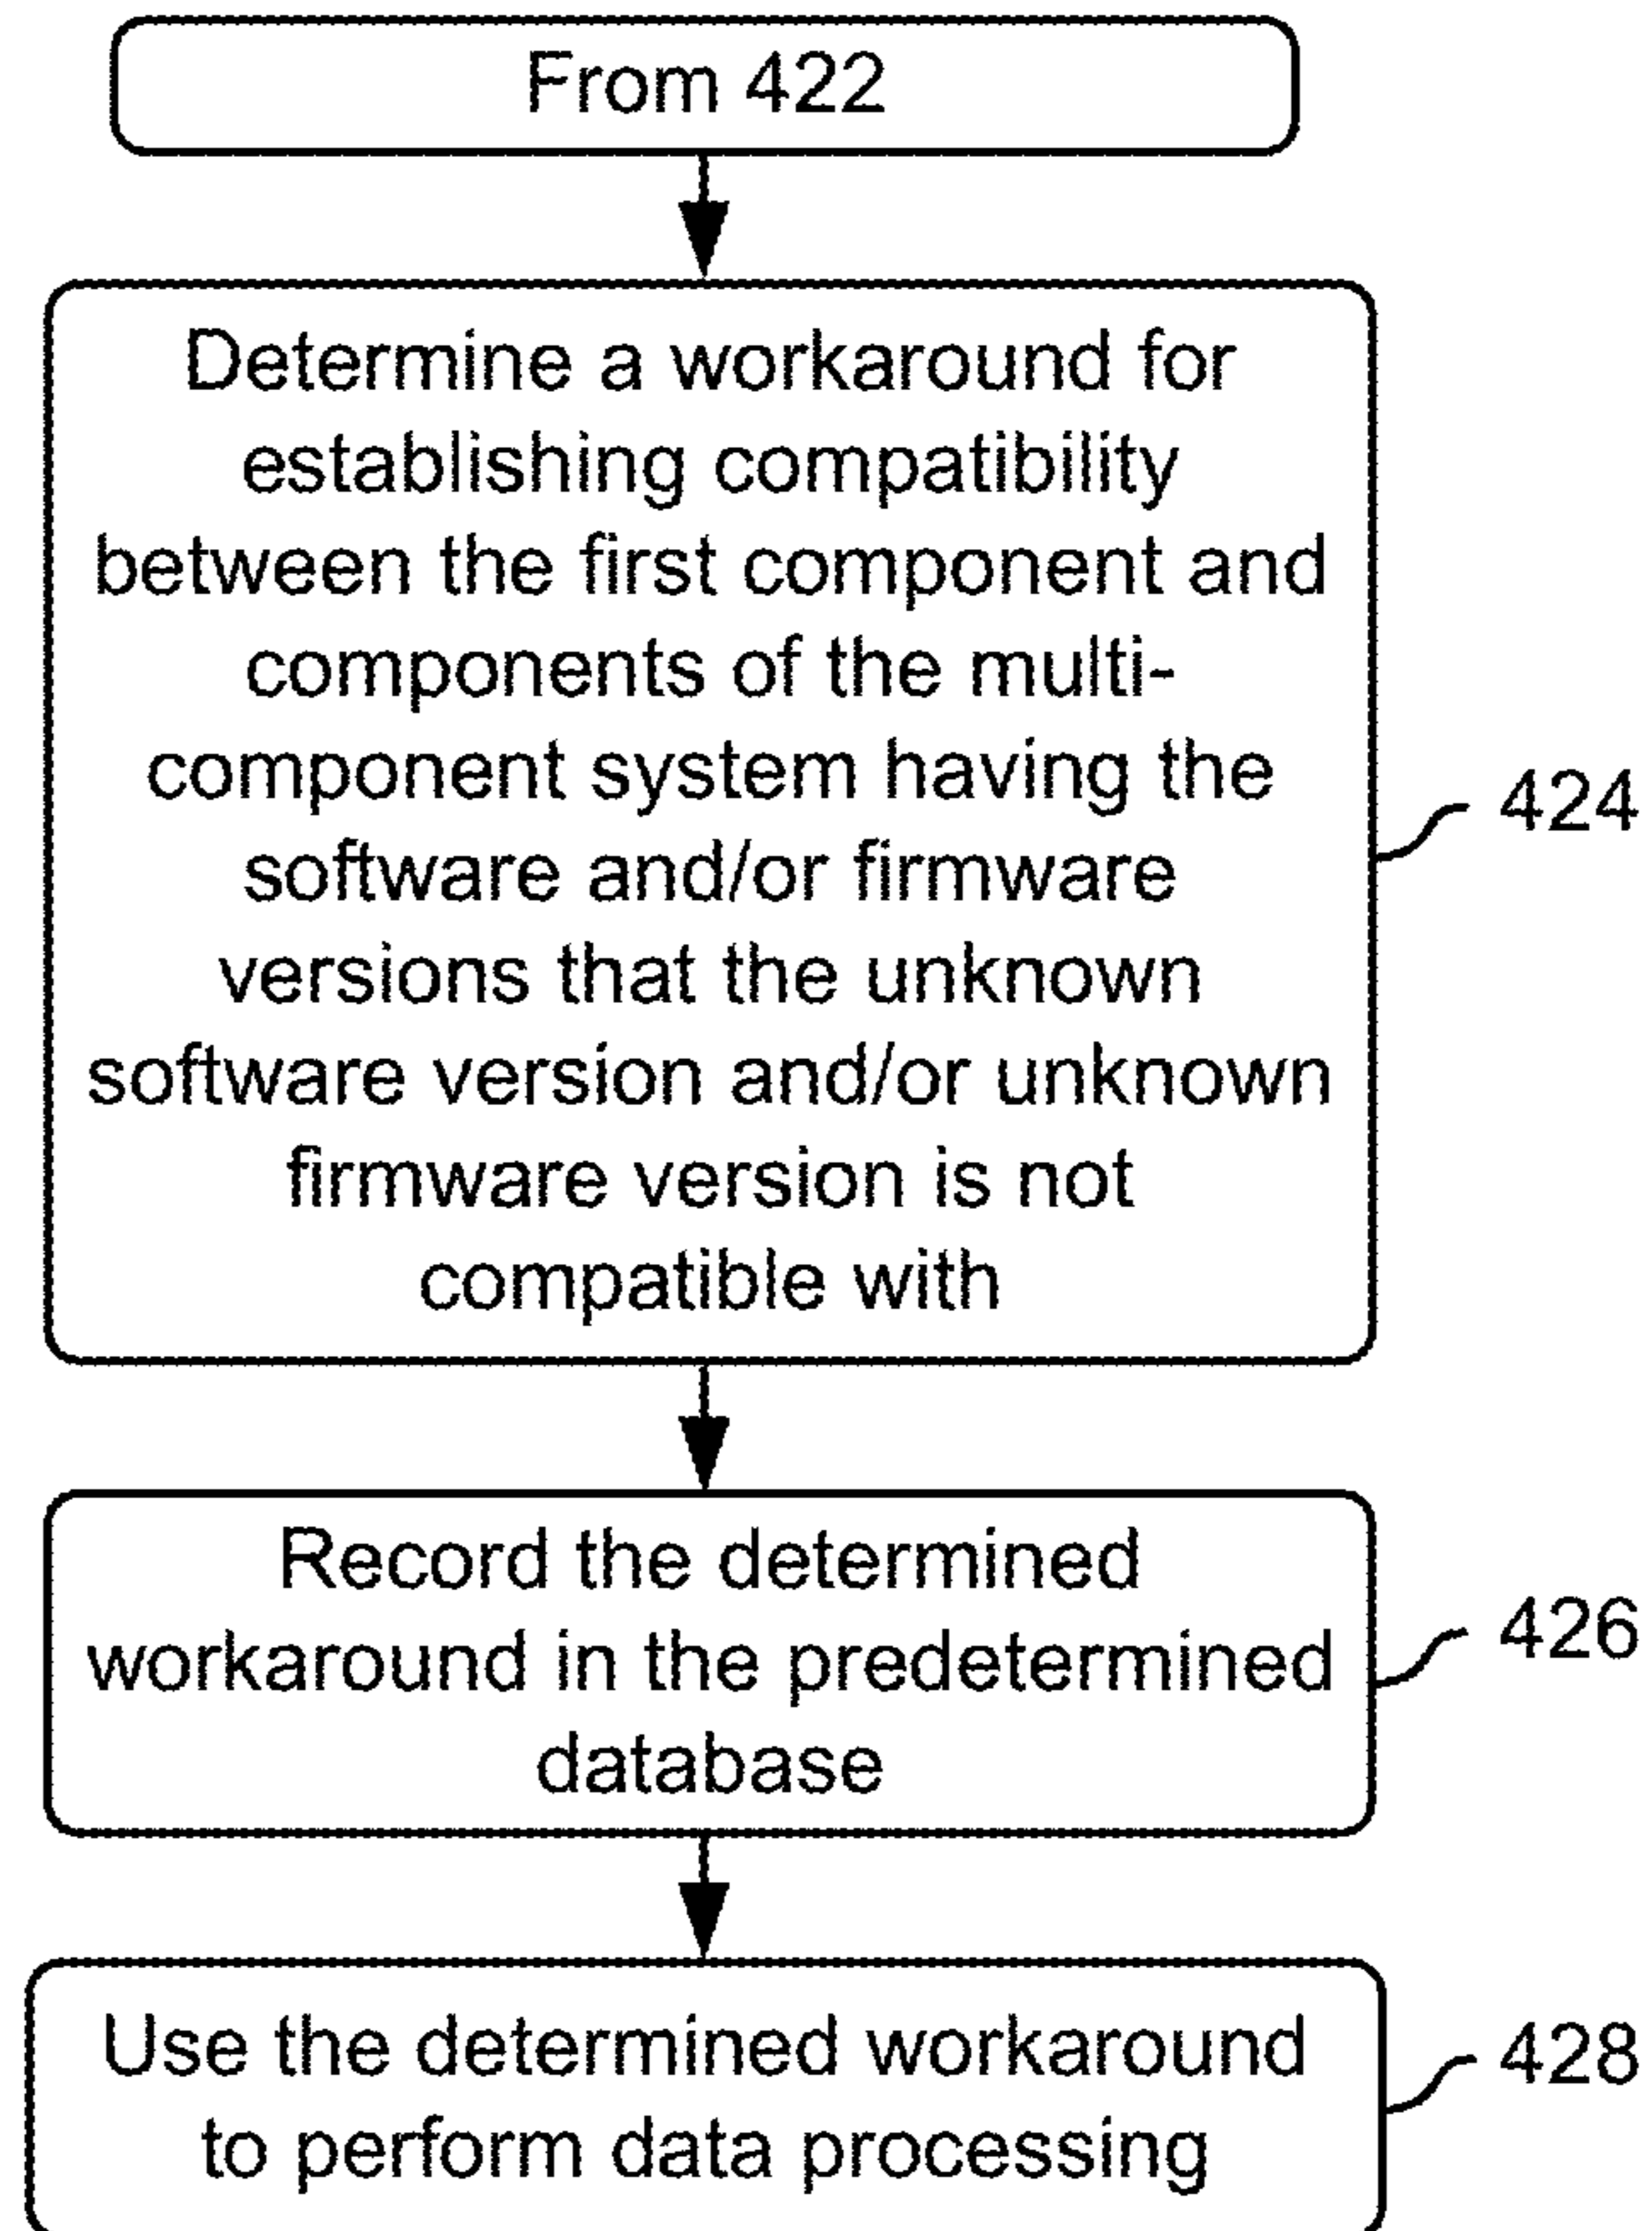 From 422
Determine a workaround for
establishing compatibility
between the first component and
components of the multi-
component system having the
software and/or firmware
versions that the unknown
software version and/or unknown
firmware version is not
compatible with
424
Record the determined
workaround in the predetermined
database
426
Use the determined workaround
to perform data processing
428